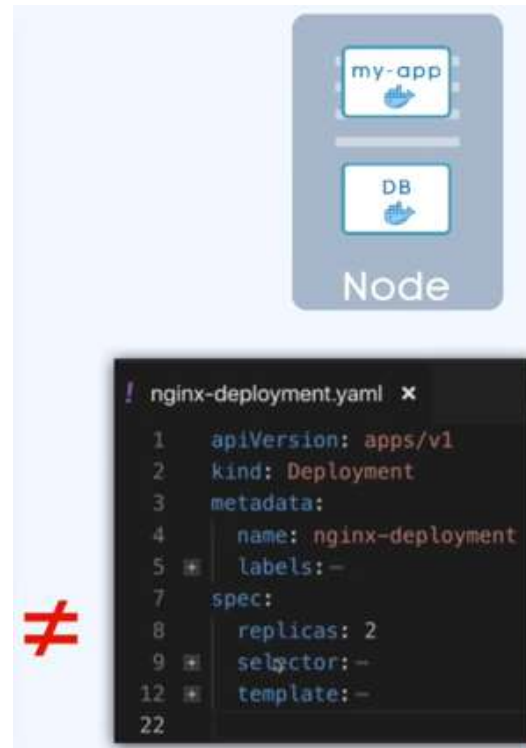 my-app
DB
Node
! nginx-deployment.yaml ×
1 apiVersion: apps/v1
2 kind: Deployment
3 metadata:
4 name: nginx-deployment
5 + labels:–
7 spec:
≠
8 replicas: 2
9 + selector:–
12 + template:–
22